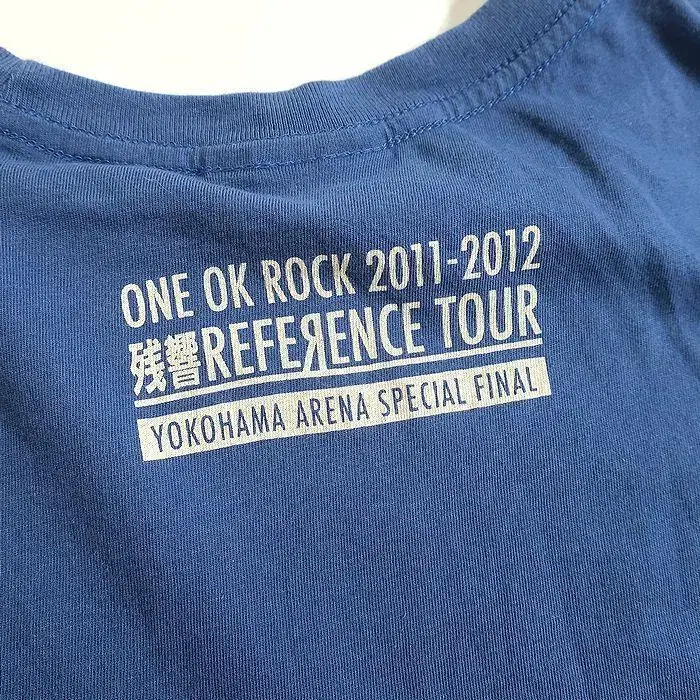 ONE OK ROCK 2011-2012
残響REFEЯENCE TOUR
YOKOHAMA ARENA SPECIAL FINAL